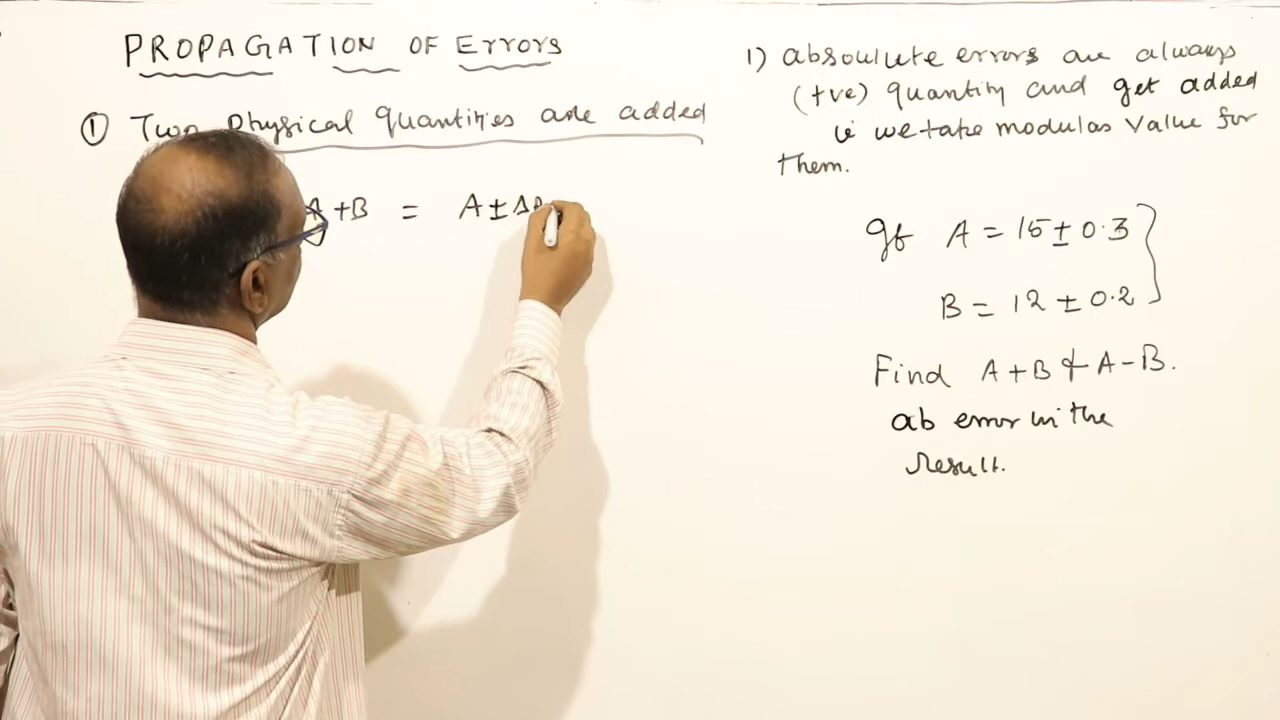 PROPAGATION OF Errors
① Two Physical quantities are added
A + B = A ± Δ
1) absoulute errors are always
(+ve) quantity and get added
ie we take modulas value for
them.
If A = 15 ± 0.3
B = 12 ± 0.2
Find A + B & A - B.
ab error in the
result.